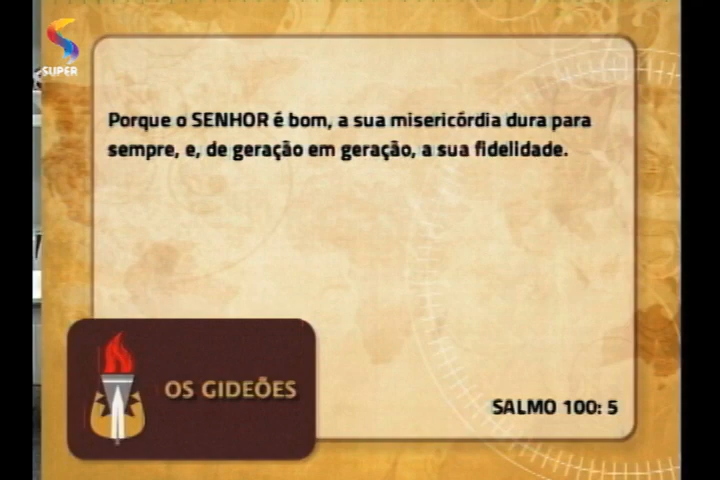 SUPER
Porque o SENHOR é bom, a sua misericórdia dura para
sempre, e, de geração em geração, a sua fidelidade.
OS GIDEÕES
SALMO 100: 5